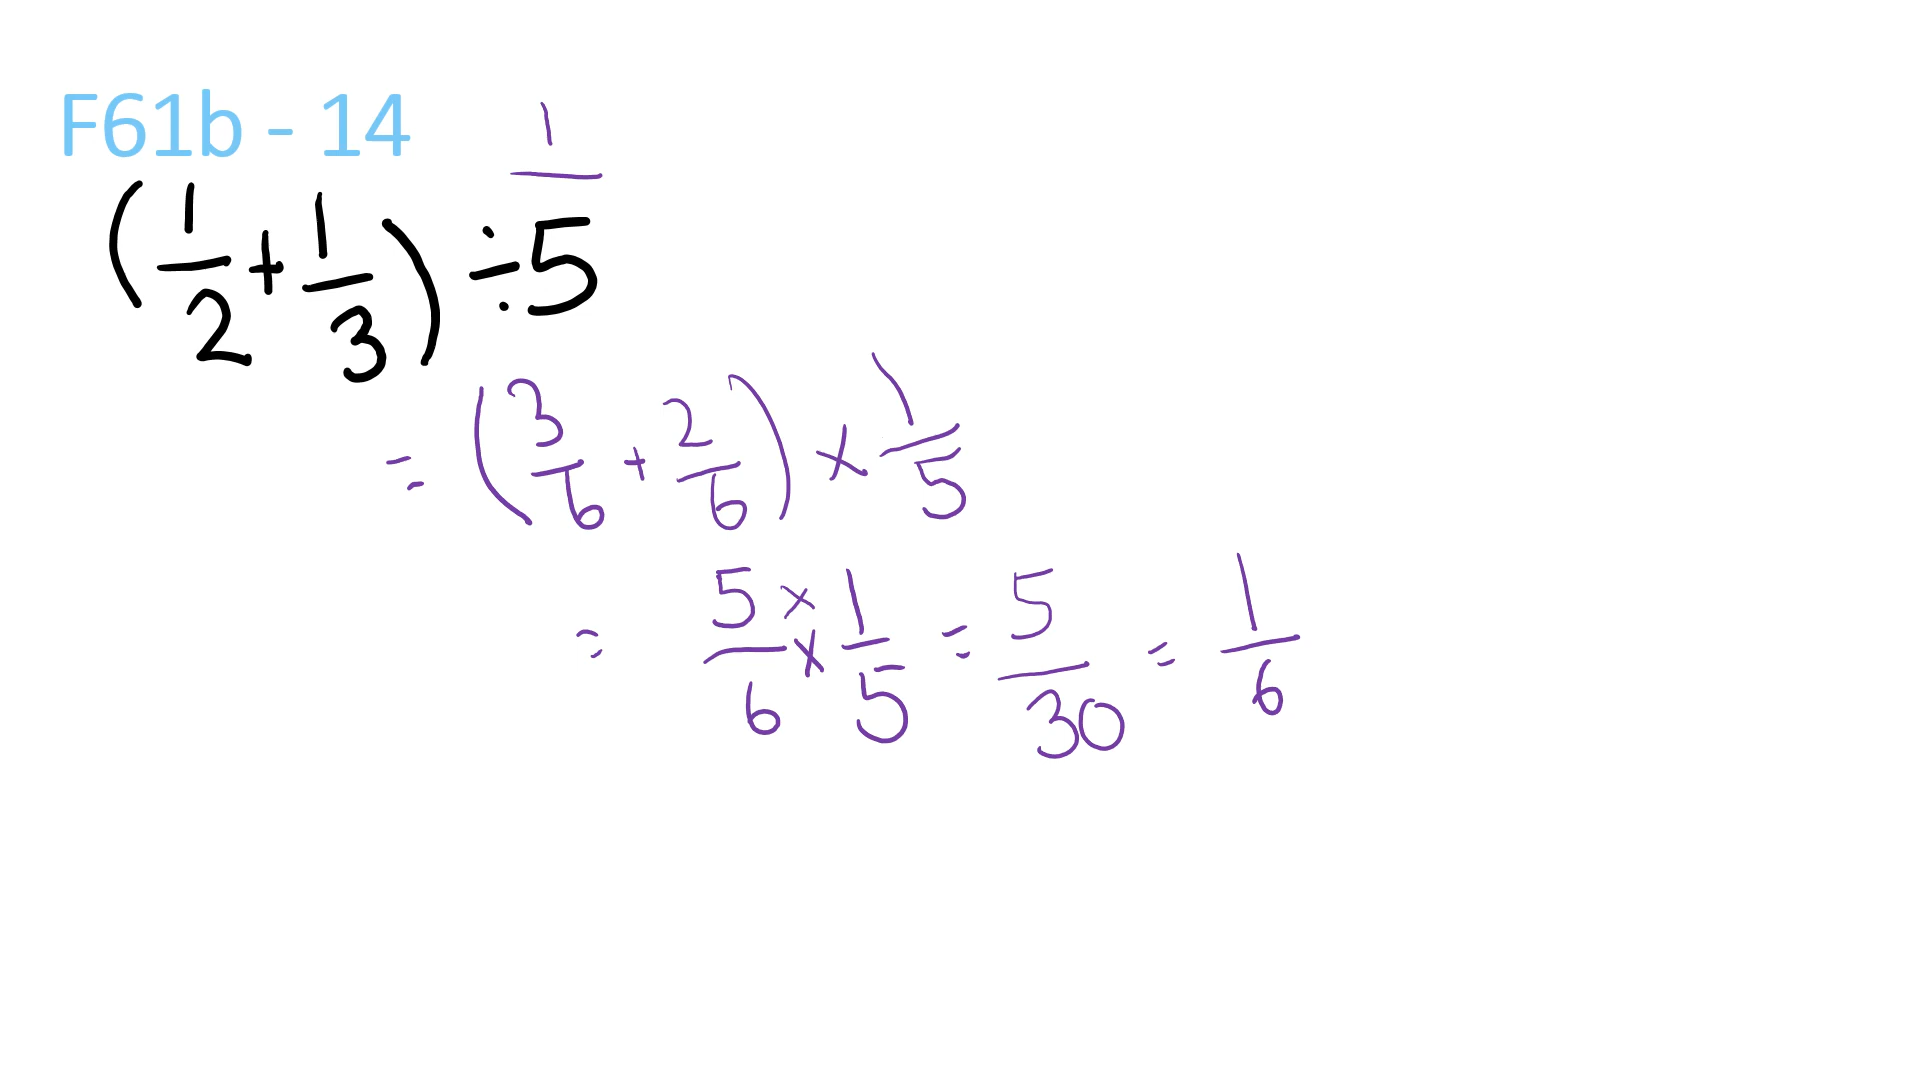 F61b - 14
1/
(1/2 + 1/3) ÷ 5
= (3/6 + 2/6) × 1/5
= 5/6 × × 1/5 = 5/30 = 1/6